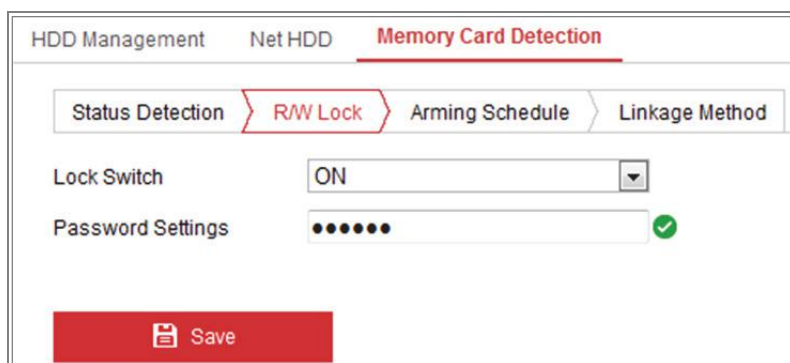 HDD Management Net HDD Memory Card Detection
Status Detection R/W Lock Arming Schedule Linkage Method
Lock Switch ON
Password Settings ●●●●●●
Save